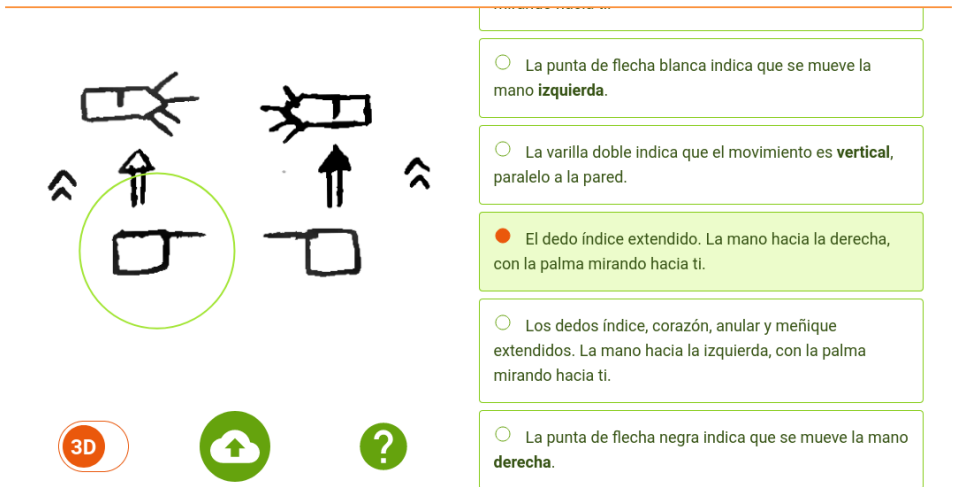 La punta de flecha blanca indica que se mueve la
mano izquierda.
La varilla doble indica que el movimiento es vertical,
paralelo a la pared.
El dedo índice extendido. La mano hacia la derecha,
con la palma mirando hacia ti.
Los dedos índice, corazón, anular y meñique
extendidos. La mano hacia la izquierda, con la palma
mirando hacia ti.
La punta de flecha negra indica que se mueve la mano
derecha.
3D
?